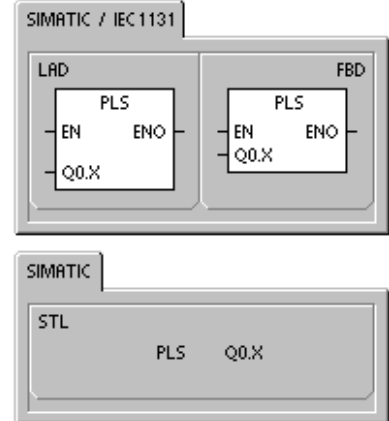 SIMATIC / IEC1131
LAD
FBD
PLS
EN ENO
Q0.X
PLS
EN ENO
Q0.X
SIMATIC
STL
PLS Q0.X